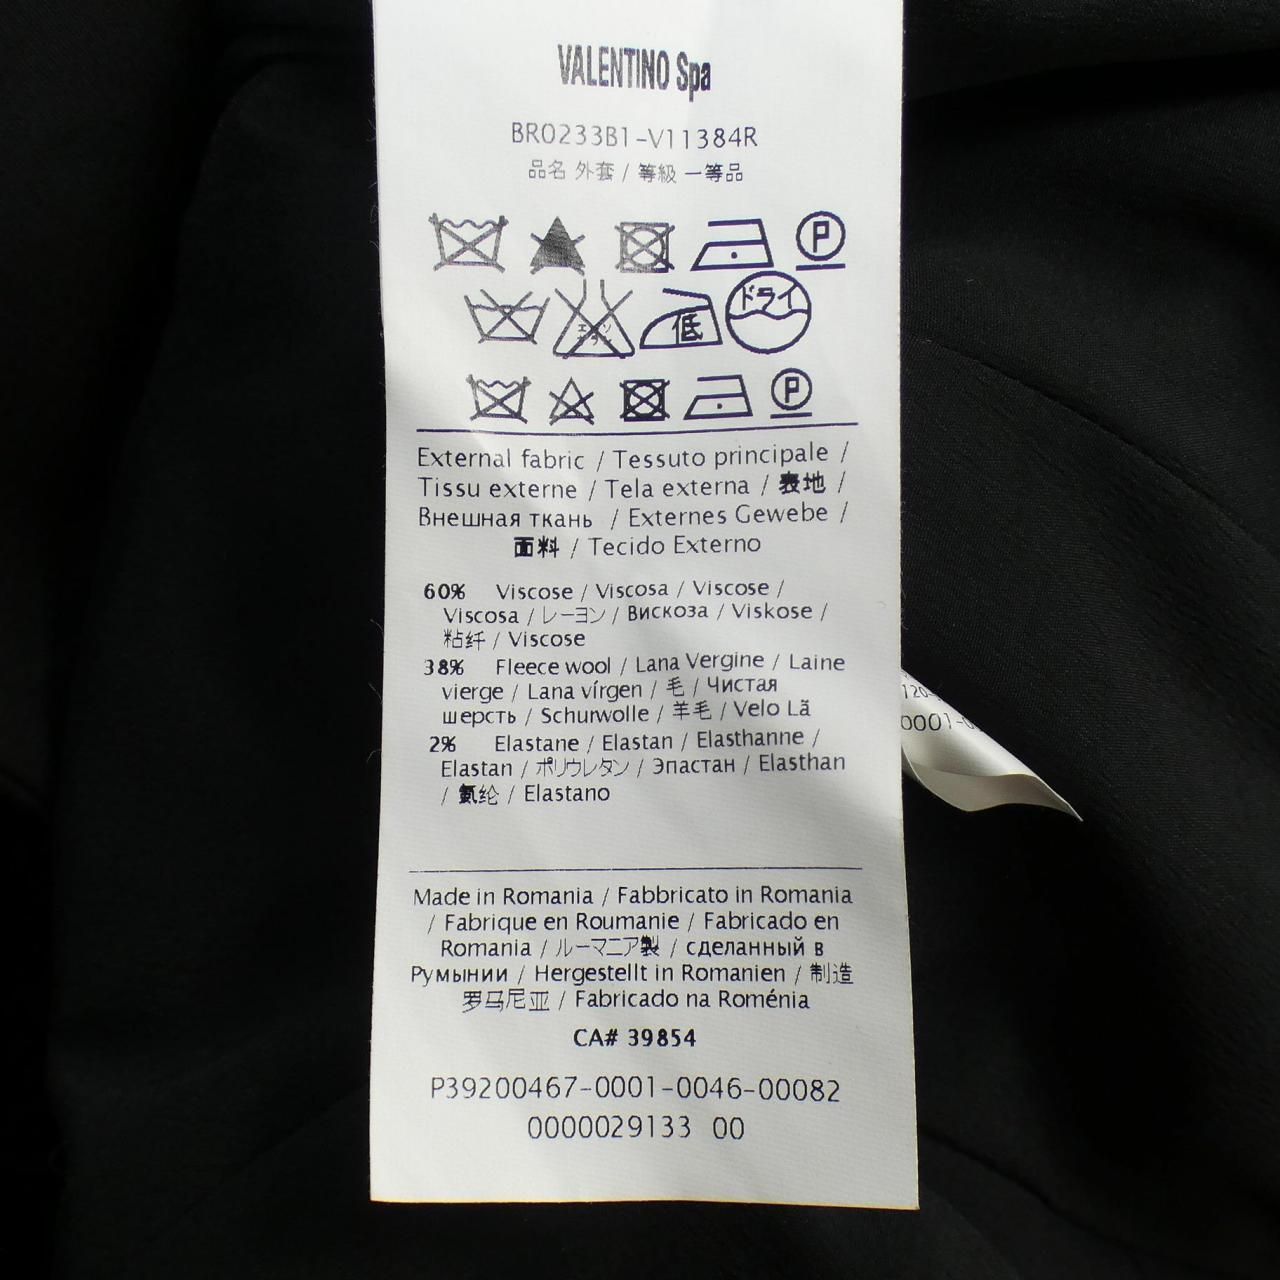 VALENTINO Spa
BR0233B1-V11384R
品名 外套 / 等級 一等品
P
ドライ
低
P
External fabric / Tessuto principale /
Tissu externe / Tela externa / 表地 /
Внешная ткань / Externes Gewebe /
面料 / Tecido Externo
60% Viscose / Viscosa / Viscose /
Viscosa / レーヨン / Вискоза / Viskose /
粘纤 / Viscose
38% Fleece wool / Lana Vergine / Laine
vierge / Lana vírgen / 毛 / Чистая
шерсть / Schurwolle / 羊毛 / Velo Lã
2% Elastane / Elastan / Elasthanne /
Elastan / ポリウレタン / Эластан / Elasthan
/ 氨纶 / Elastano
Made in Romania / Fabbricato in Romania
/ Fabrique en Roumanie / Fabricado en
Romania / ルーマニア製 / сделанный в
Румынии / Hergestellt in Romanien / 制造
罗马尼亚 / Fabricado na Roménia
CA# 39854
P39200467-0001-0046-00082
0000029133 00